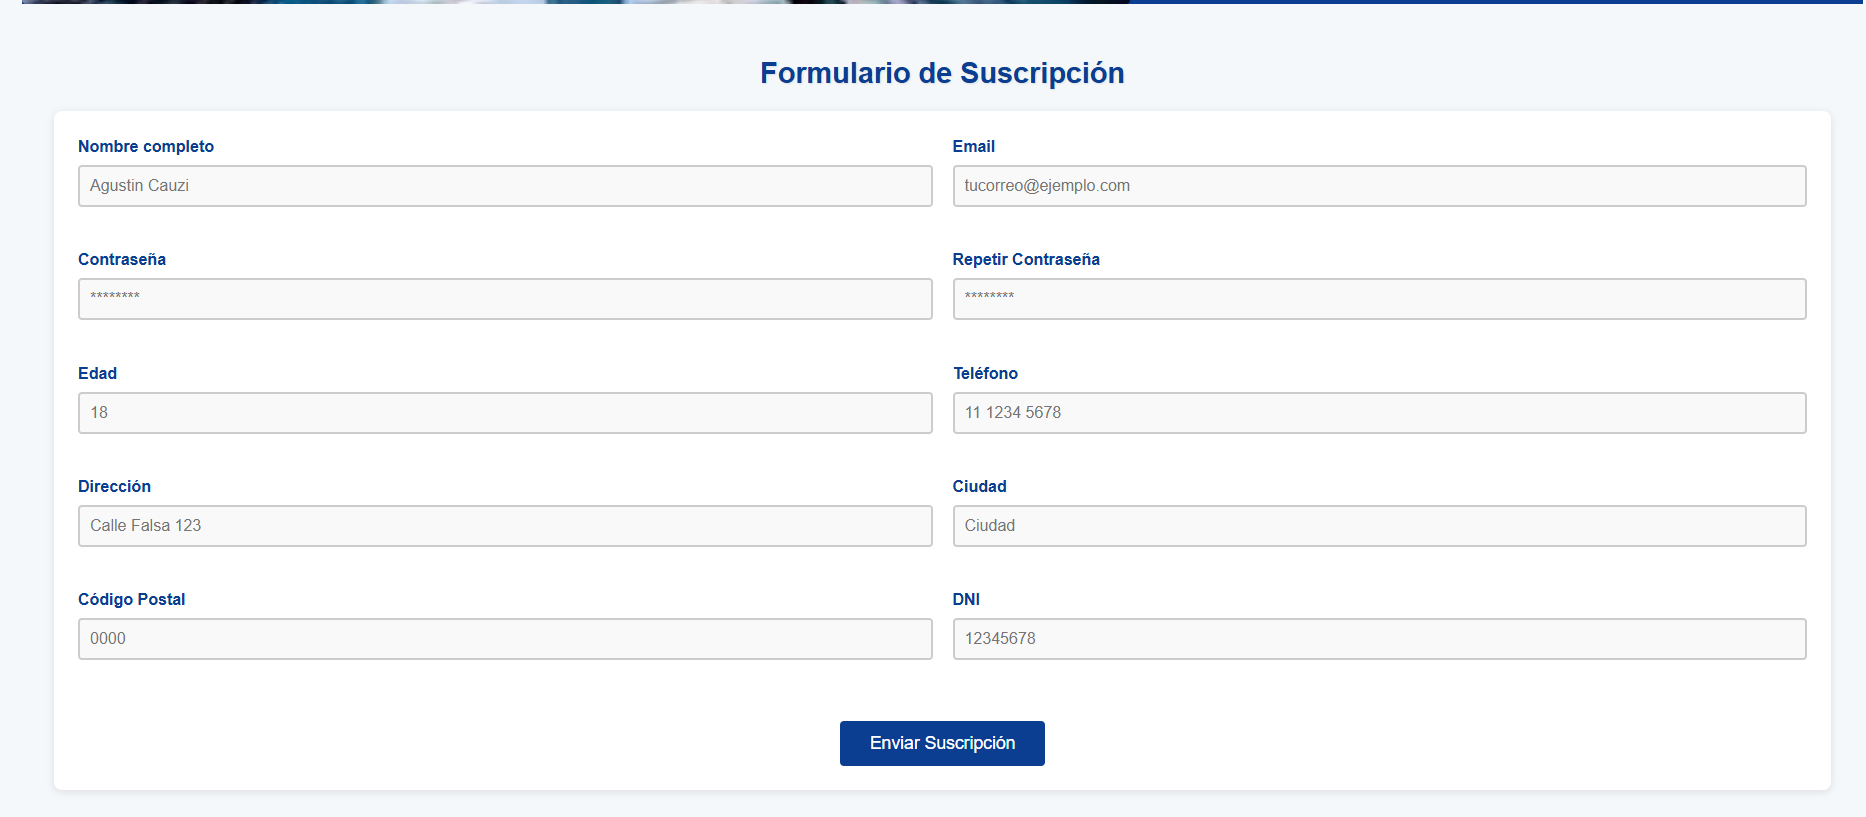 Formulario de Suscripción
Nombre completo
Agustin Cauzi
Email
tucorreo@ejemplo.com
Contraseña
********
Repetir Contraseña
********
Edad
18
Teléfono
11 1234 5678
Dirección
Calle Falsa 123
Ciudad
Ciudad
Código Postal
0000
DNI
12345678
Enviar Suscripción